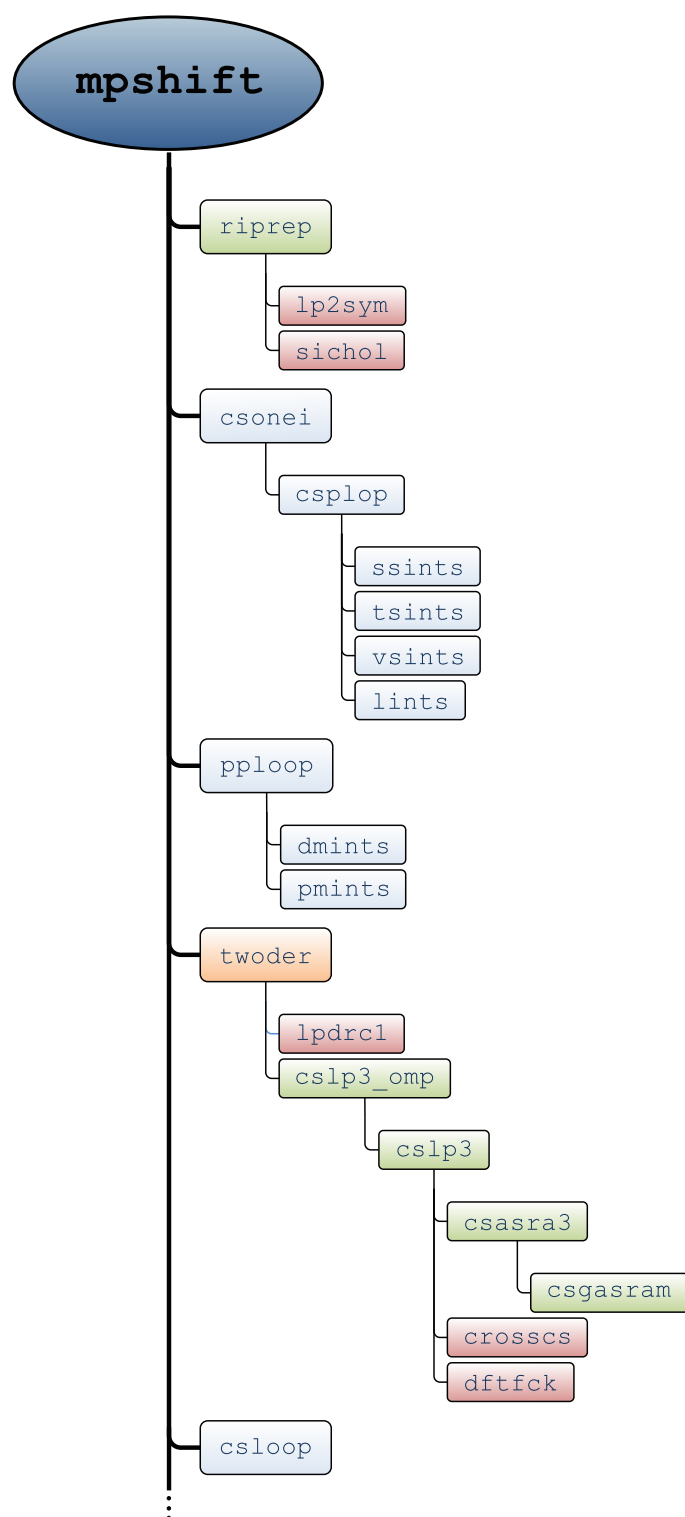 mpshift
riprep
lp2sym
sichol
csonei
csplop
ssints
tsints
vsints
lints
pploop
dmints
pmints
twoder
lpdrc1
cslp3_omp
cslp3
csasra3
csgasram
crosscs
dftfck
csloop